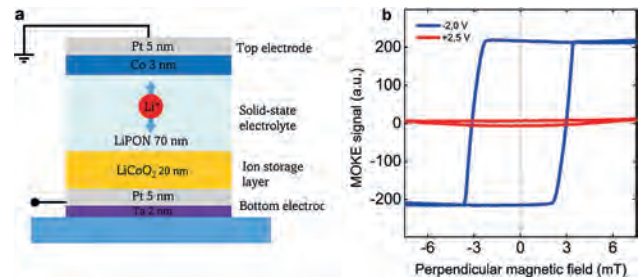 a
Pt 5 nm
Top electrode
Co 3 nm
Li⁺
Solid-state
electrolyte
LiPON 70 nm
LiCoO₂ 20 nm
Ion storage
layer
Pt 5 nm
Bottom electroc
Ta 2 nm
b
-2,0 V
+2,5 V
200
100
0
-100
-200
MOKE signal (a.u.)
-6 -3 0 3 6
Perpendicular magnetic field (mT)